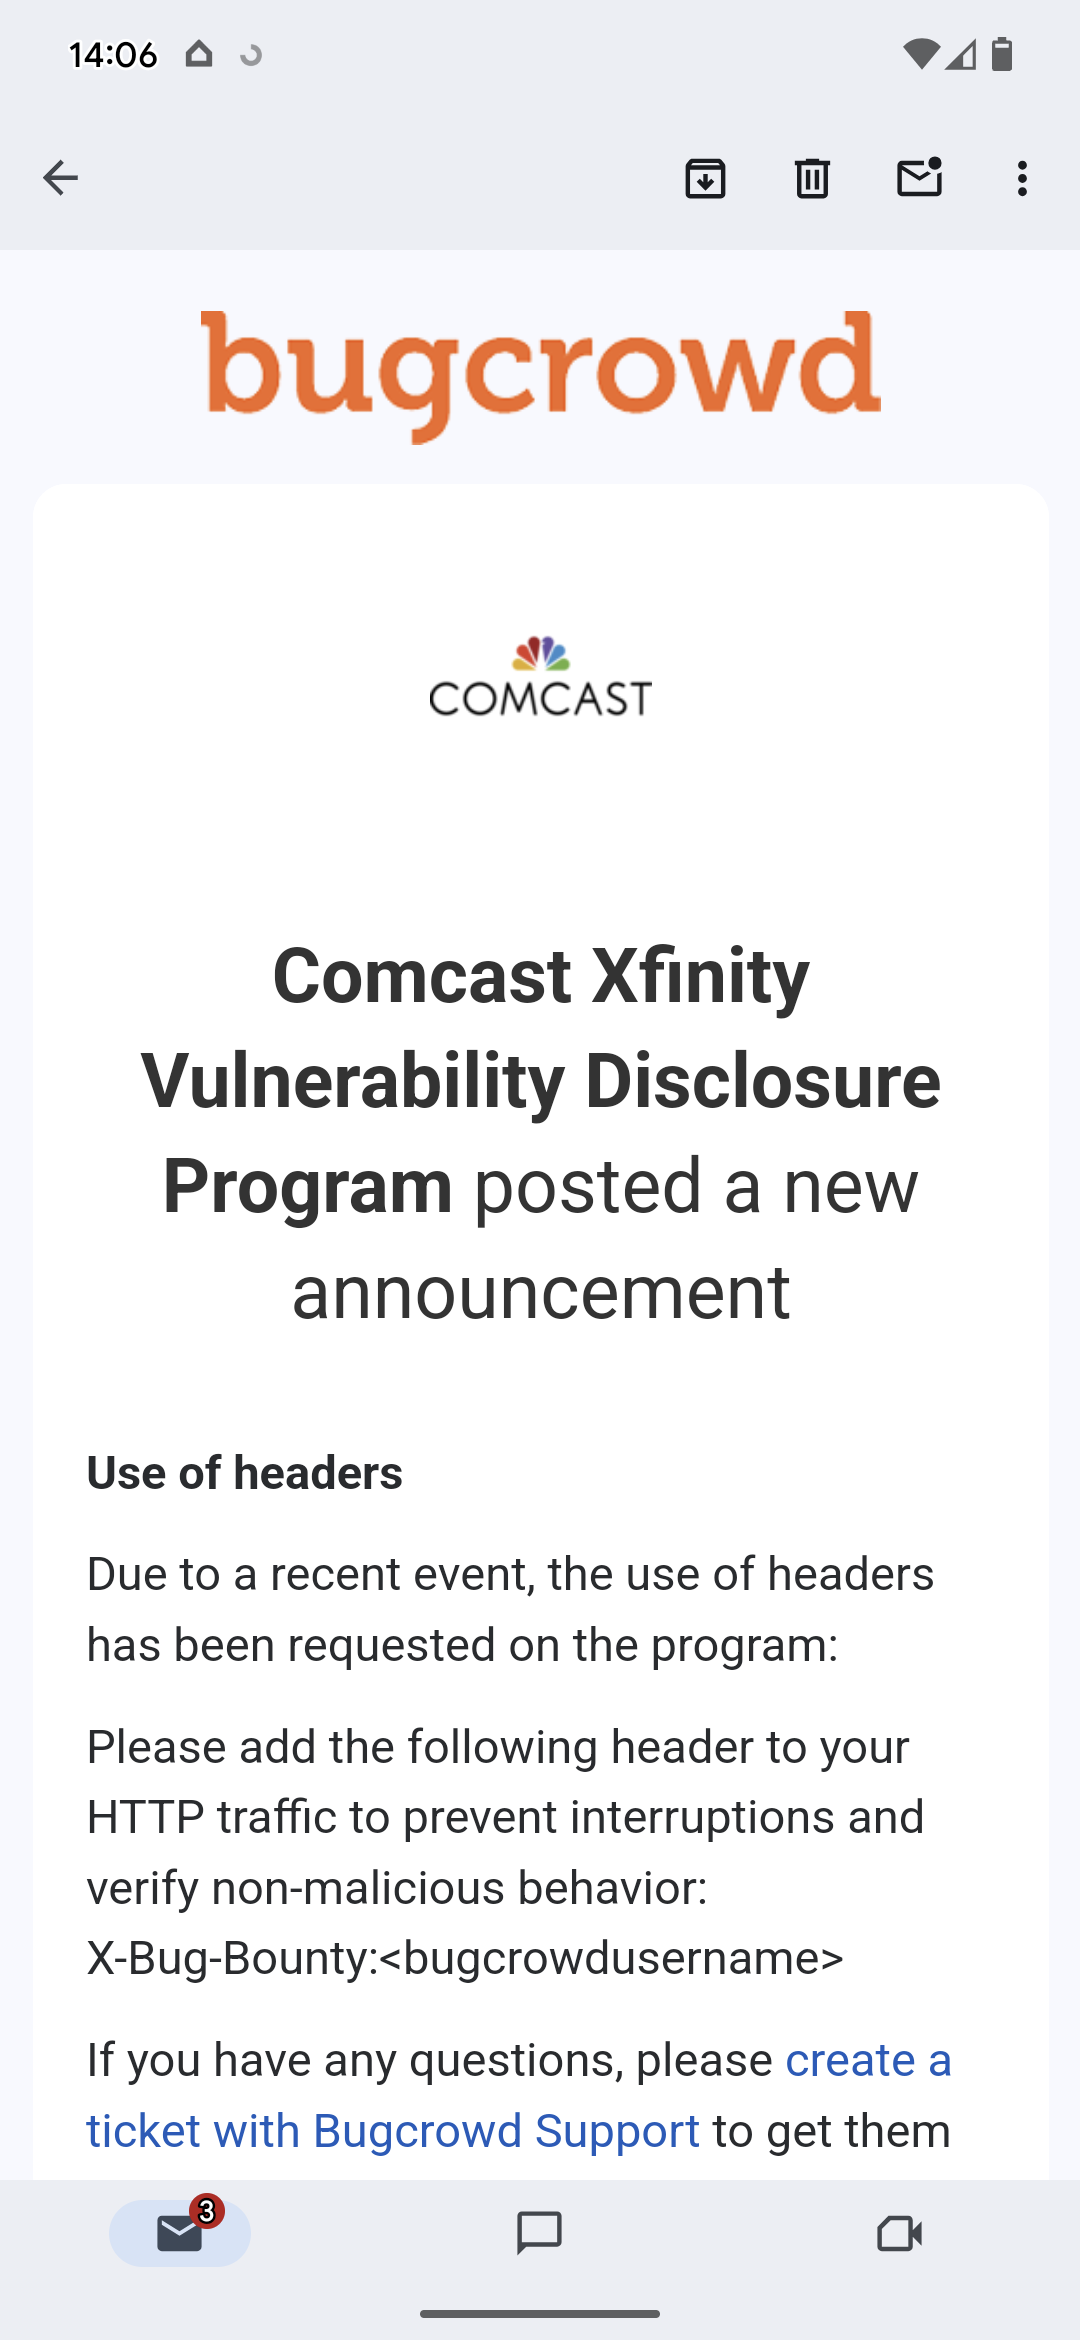 14:06
bugcrowd
COMCAST
Comcast Xfinity
Vulnerability Disclosure
Program posted a new
announcement
Use of headers
Due to a recent event, the use of headers
has been requested on the program:
Please add the following header to your
HTTP traffic to prevent interruptions and
verify non-malicious behavior:
X-Bug-Bounty:<bugcrowdusername>
If you have any questions, please create a
ticket with Bugcrowd Support to get them
3